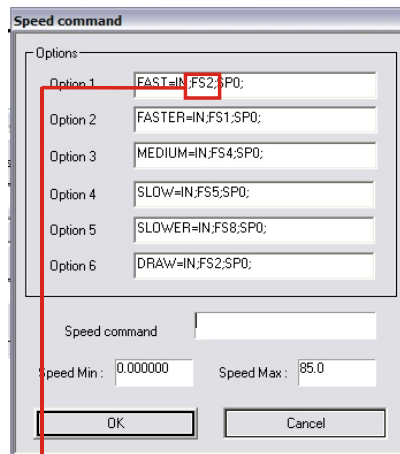 Speed command
Options
Option 1 FAST=IN;FS2;SP0;
Option 2 FASTER=IN;FS1;SP0;
Option 3 MEDIUM=IN;FS4;SP0;
Option 4 SLOW=IN;FS5;SP0;
Option 5 SLOWER=IN;FS8;SP0;
Option 6 DRAW=IN;FS2;SP0;
Speed command
Speed Min : 0.000000 Speed Max : 85.0
OK Cancel